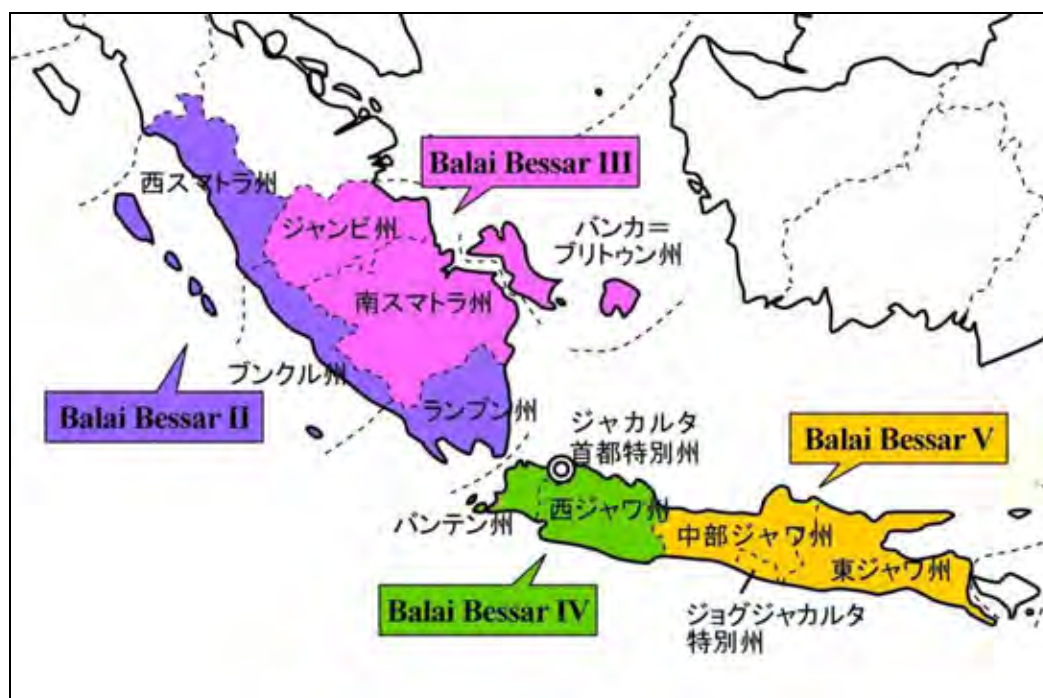 Balai Bessar III
西スマトラ州
ジャンビ州
バンカ=
ブリトゥン州
南スマトラ州
ブンクル州
Balai Bessar II
ランプン州
ジャカルタ
首都特別州
Balai Bessar V
バンテン州
西ジャワ州
中部ジャワ州
東ジャワ州
Balai Bessar IV
ジョグジャカルタ
特別州